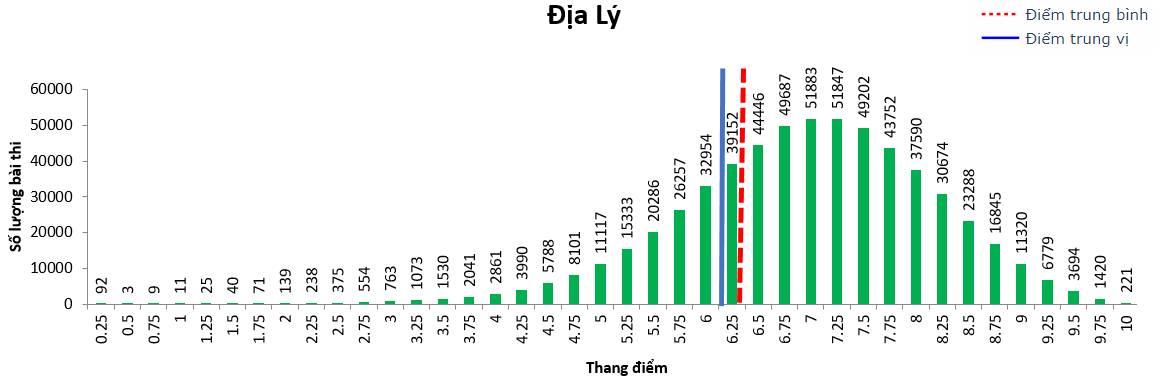 Địa Lý
Điểm trung bình
Điểm trung vị
Số lượng bài thi
60000
50000
40000
30000
20000
10000
0
92 3 9 11 25 40 71 139 238 375 554 763 1073 1530 2041 2861 3990 5788 8101 11117 15333 20286 26257 32954 39152 44446 49687 51883 51847 49202 43752 37590 30674 23288 16845 11320 6779 3694 1420 221
0.25 0.5 0.75 1 1.25 1.5 1.75 2 2.25 2.5 2.75 3 3.25 3.5 3.75 4 4.25 4.5 4.75 5 5.25 5.5 5.75 6 6.25 6.5 6.75 7 7.25 7.5 7.75 8 8.25 8.5 8.75 9 9.25 9.5 9.75 10
Thang điểm